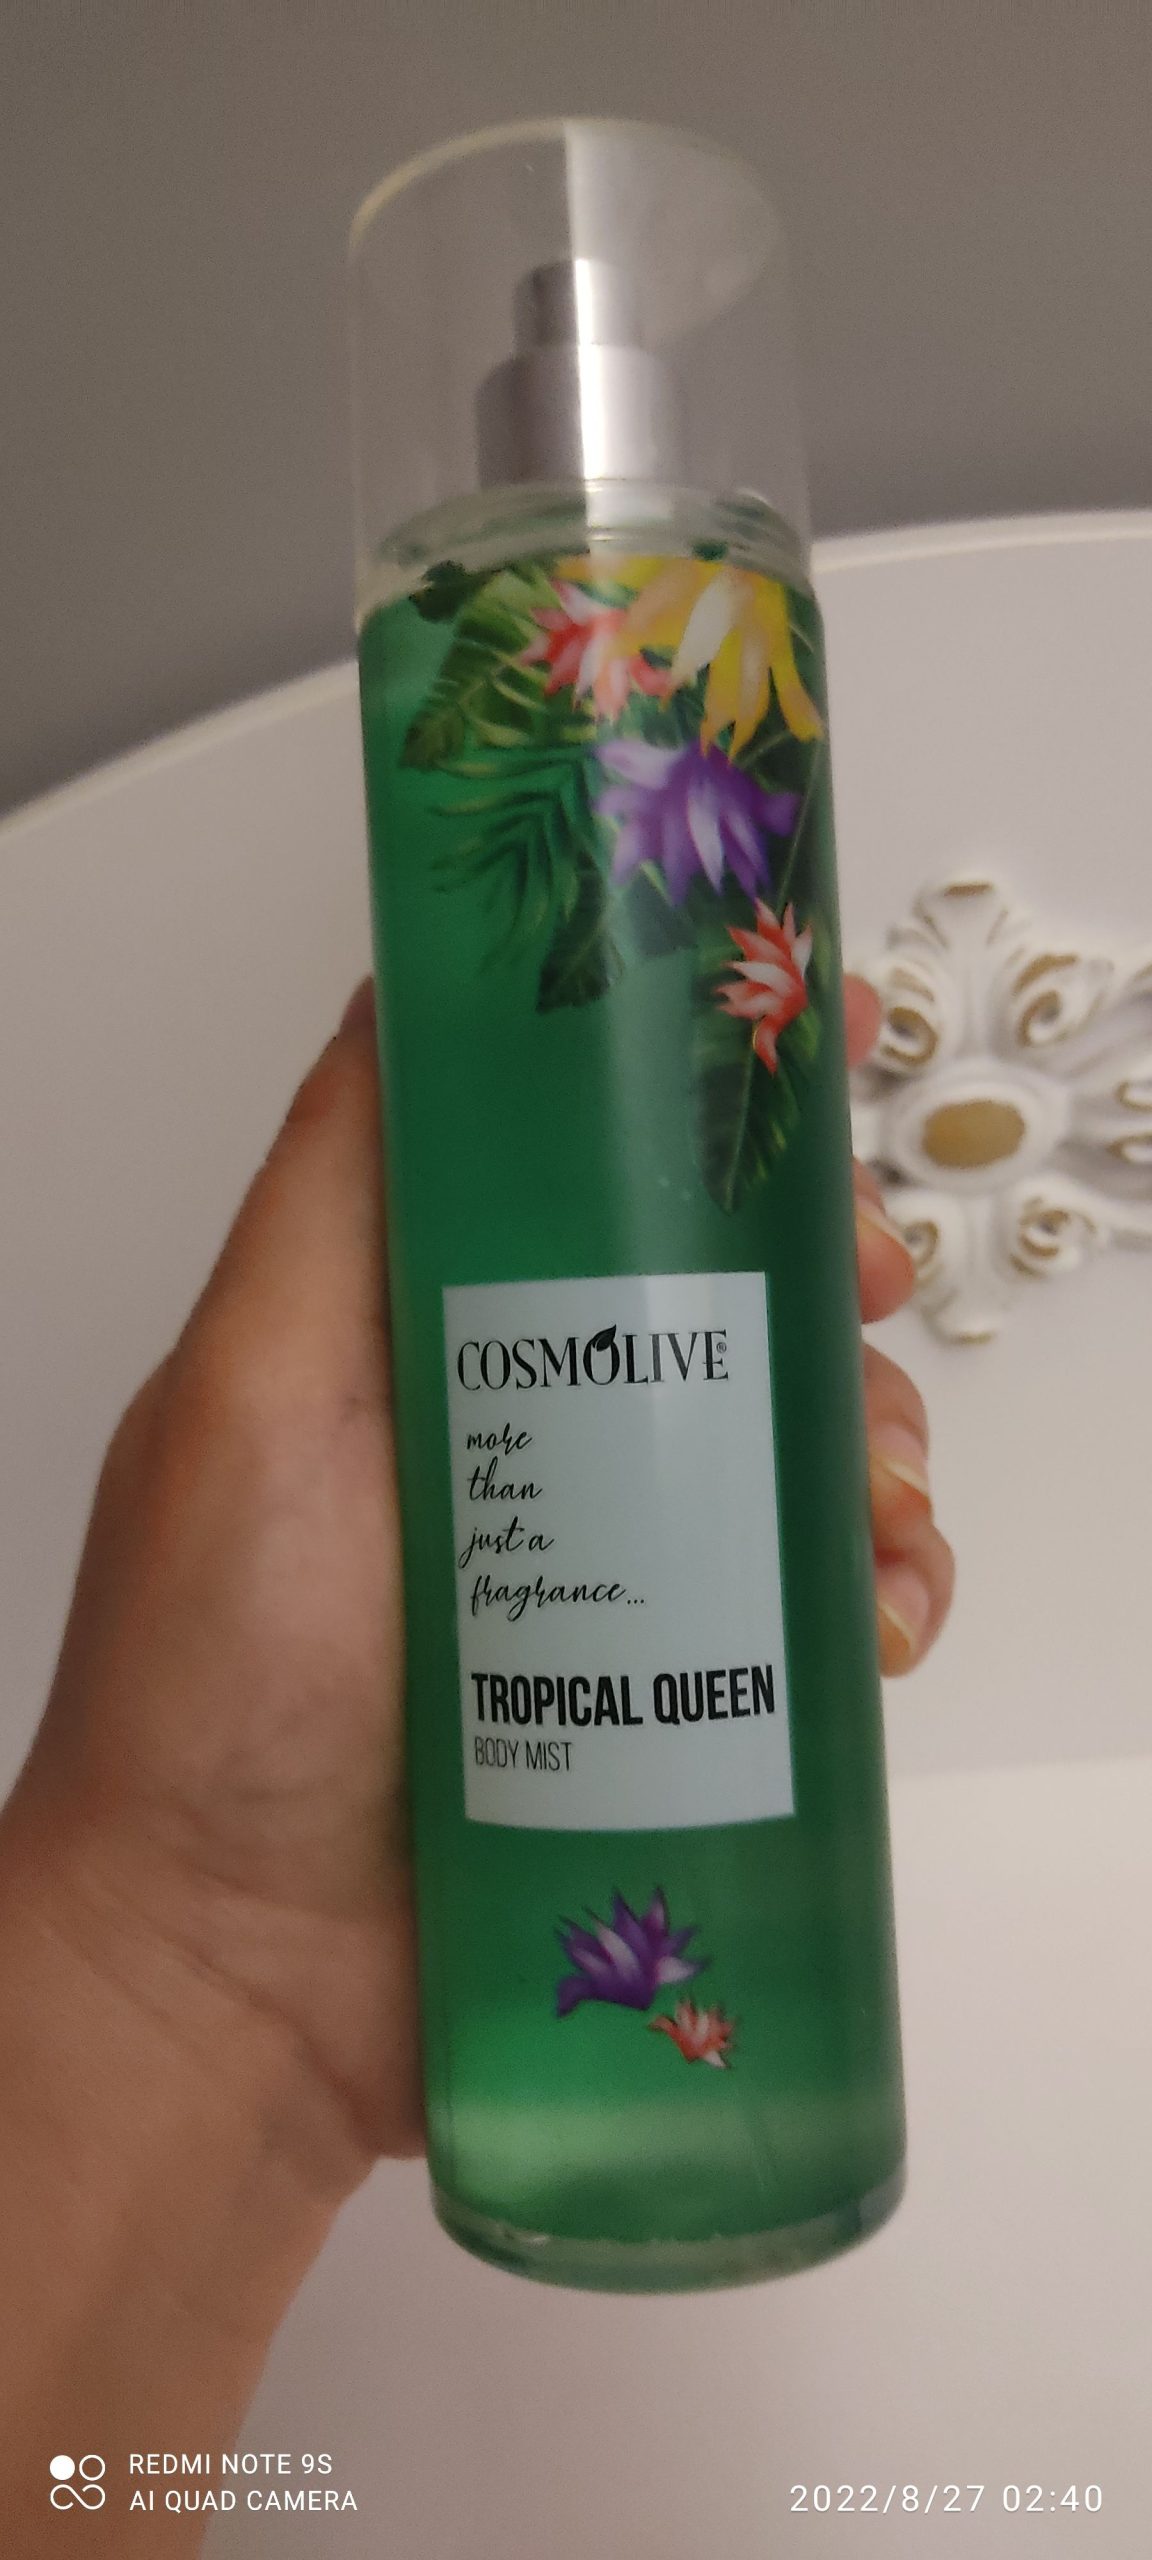 COSMOLIVE®
more
than
just a
fragrance...
TROPICAL QUEEN
BODY MIST
REDMI NOTE 9S
AI QUAD CAMERA
2022/8/27 02:40